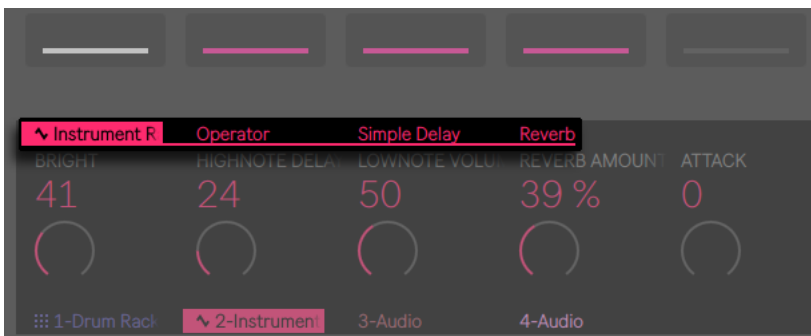 Instrument R Operator Simple Delay Reverb
BRIGHT HIGHNOTE DELA LOWNOTE VOLU REVERB AMOUNT ATTACK
41 24 50 39 % 0
1-Drum Rack 2-Instrument 3-Audio 4-Audio